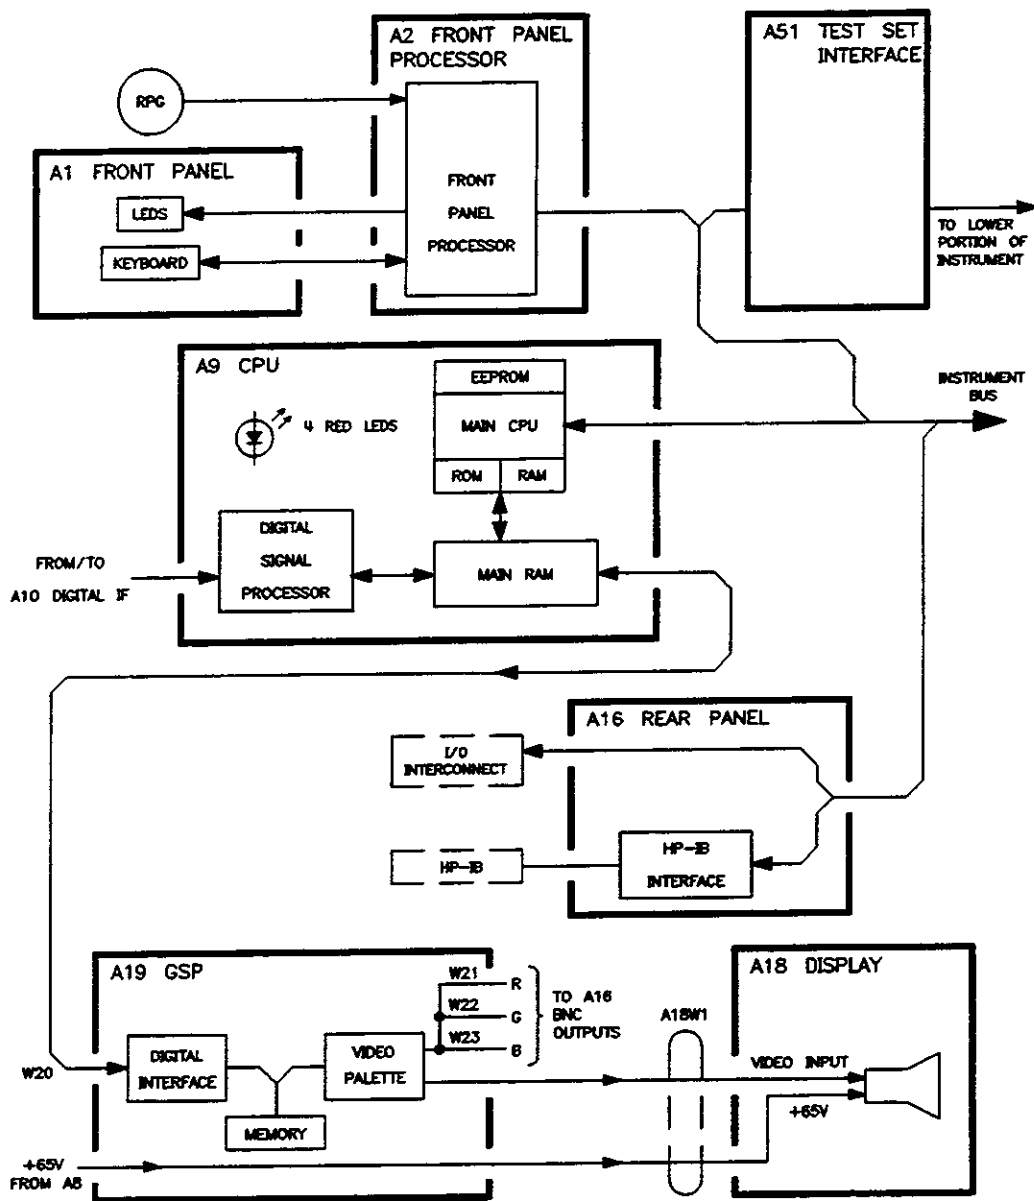 A2 FRONT PANEL
PROCESSOR
A51 TEST SET
INTERFACE
RPG
A1 FRONT PANEL
LEDS
KEYBOARD
FRONT
PANEL
PROCESSOR
TO LOWER
PORTION OF
INSTRUMENT
A9 CPU
4 RED LEDS
EEPROM
MAIN CPU
ROM
RAM
INSTRUMENT
BUS
DIGITAL
SIGNAL
PROCESSOR
MAIN RAM
FROM/TO
A10 DIGITAL IF
A16 REAR PANEL
I/O
INTERCONNECT
HP-IB
HP-IB
INTERFACE
A19 GSP
W21
R
W22
G
W23
B
TO A16
BNC
OUTPUTS
A18W1
A18 DISPLAY
W20
DIGITAL
INTERFACE
VIDEO
PALETTE
MEMORY
VIDEO INPUT
+65V
+65V
FROM A8